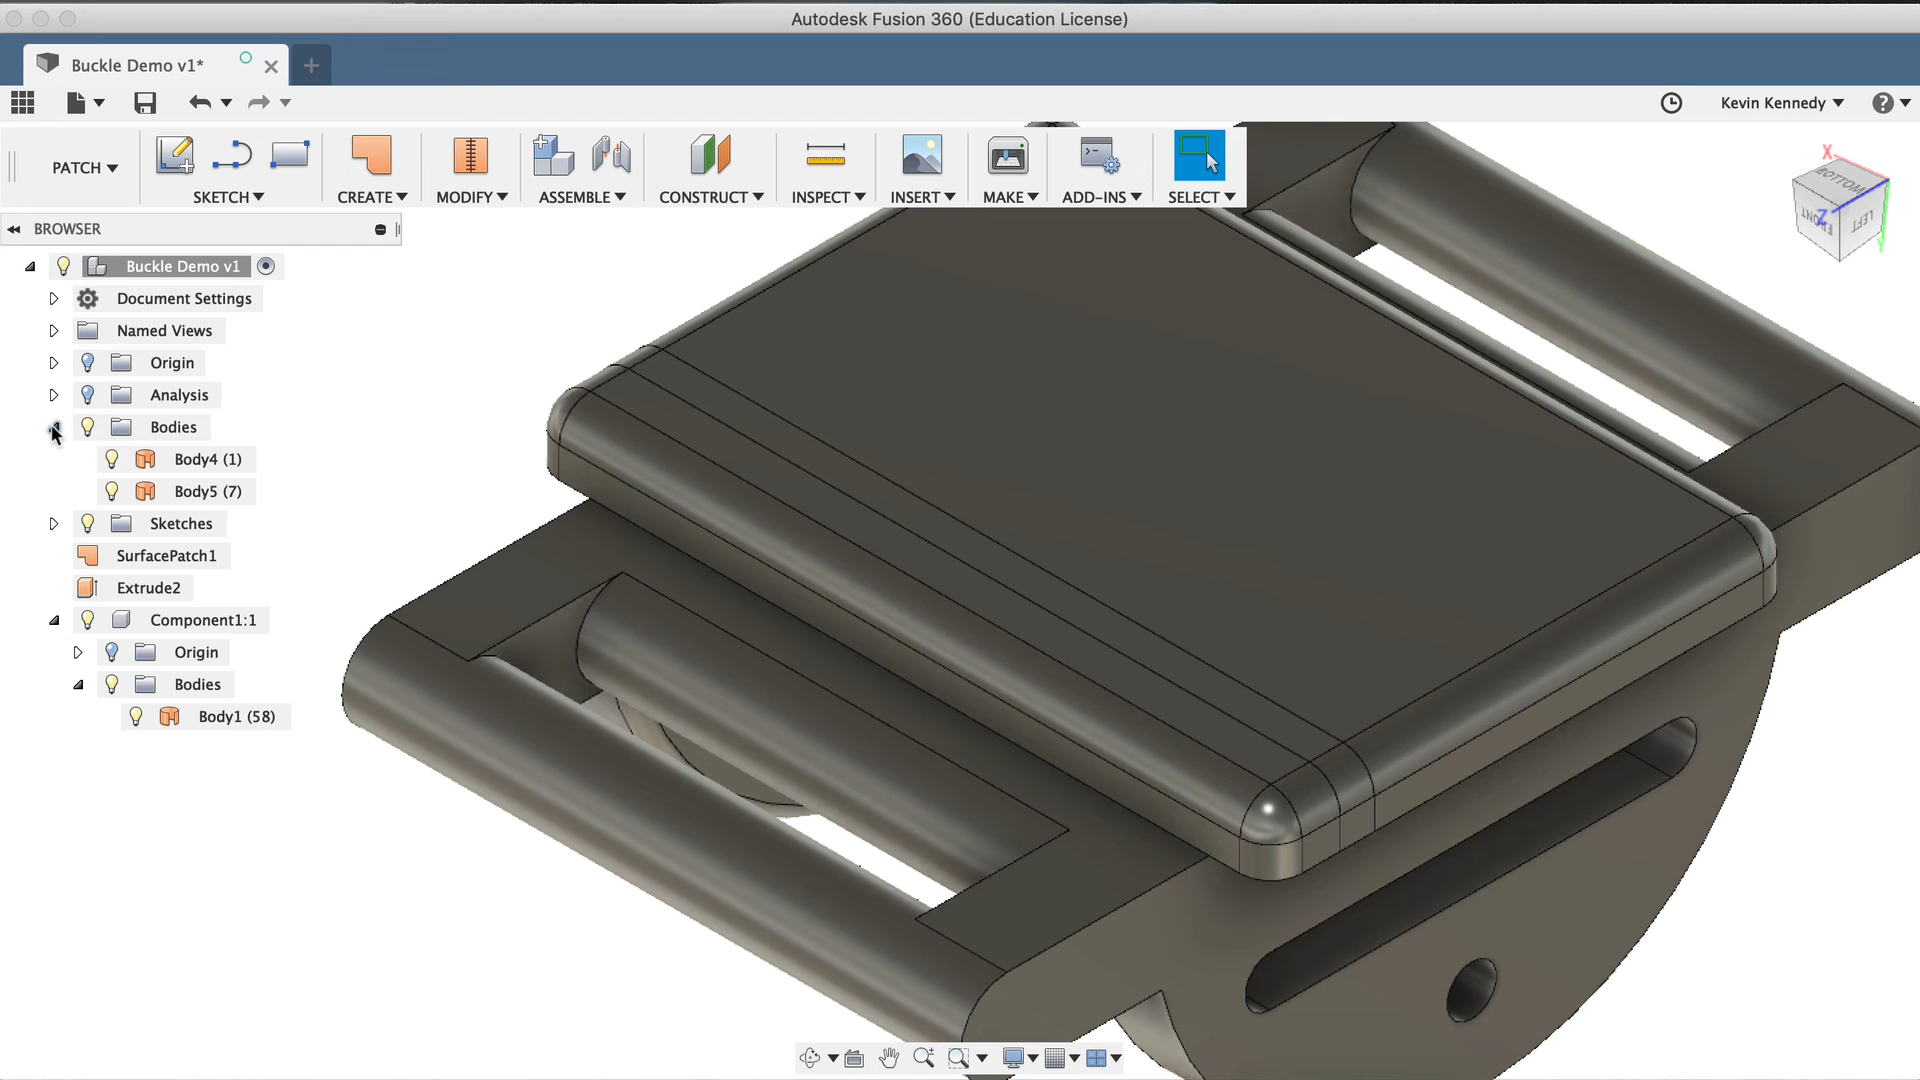 Autodesk Fusion 360 (Education License)
Buckle Demo v1*
Kevin Kennedy
PATCH
SKETCH
CREATE
MODIFY
ASSEMBLE
CONSTRUCT
INSPECT
INSERT
MAKE
ADD-INS
SELECT
BROWSER
Buckle Demo v1
Document Settings
Named Views
Origin
Analysis
Bodies
Body4 (1)
Body5 (7)
Sketches
SurfacePatch1
Extrude2
Component1:1
Origin
Bodies
Body1 (58)
X
BOTTOM
Z
FRONT
LEFT
Y